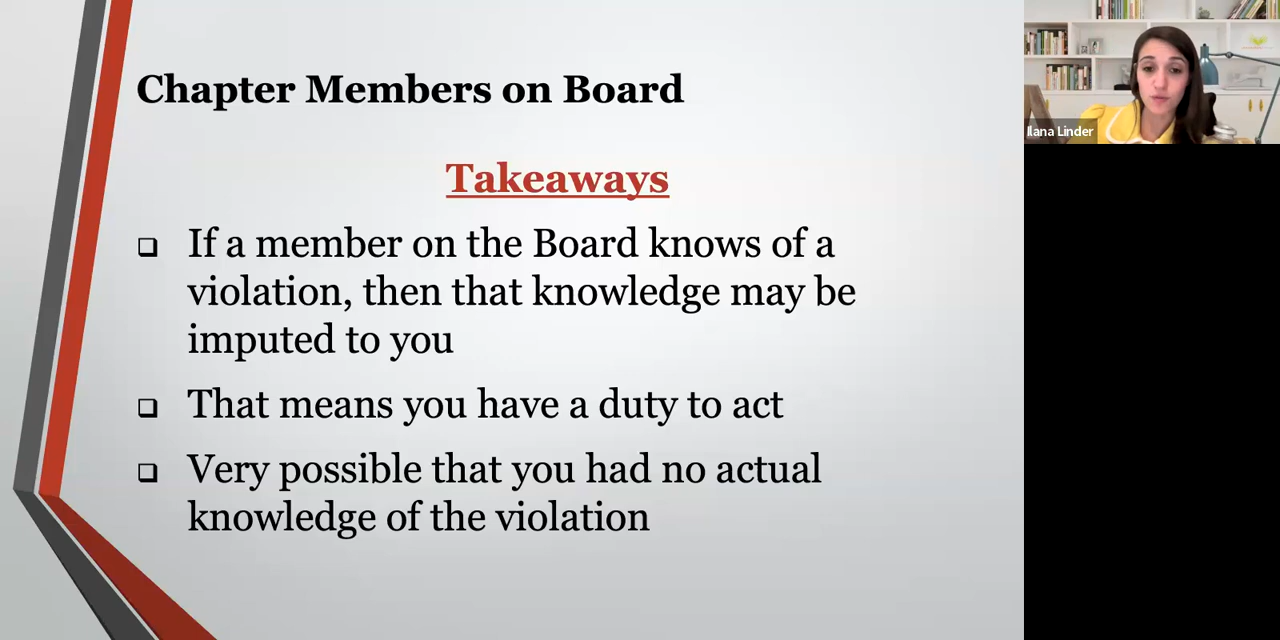 Chapter Members on Board
Takeaways
If a member on the Board knows of a
violation, then that knowledge may be
imputed to you
That means you have a duty to act
Very possible that you had no actual
knowledge of the violation
Ilana Linder